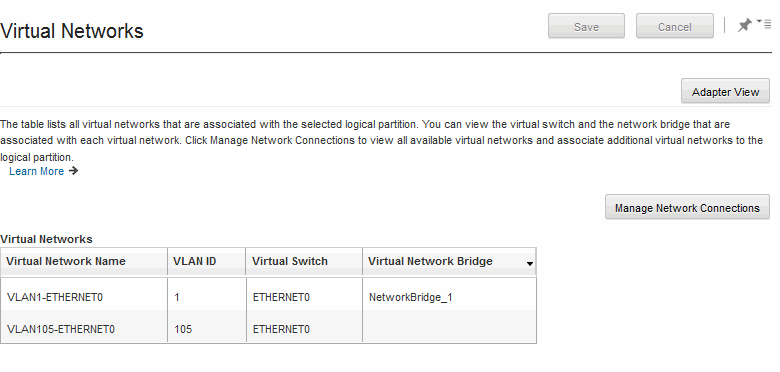 Virtual Networks
Save
Cancel
Adapter View
The table lists all virtual networks that are associated with the selected logical partition. You can view the virtual switch and the network bridge that are
associated with each virtual network. Click Manage Network Connections to view all available virtual networks and associate additional virtual networks to the
logical partition.
Learn More
Manage Network Connections
Virtual Networks
Virtual Network Name VLAN ID Virtual Switch Virtual Network Bridge
VLAN1-ETHERNET0 1 ETHERNET0 NetworkBridge_1
VLAN105-ETHERNET0 105 ETHERNET0